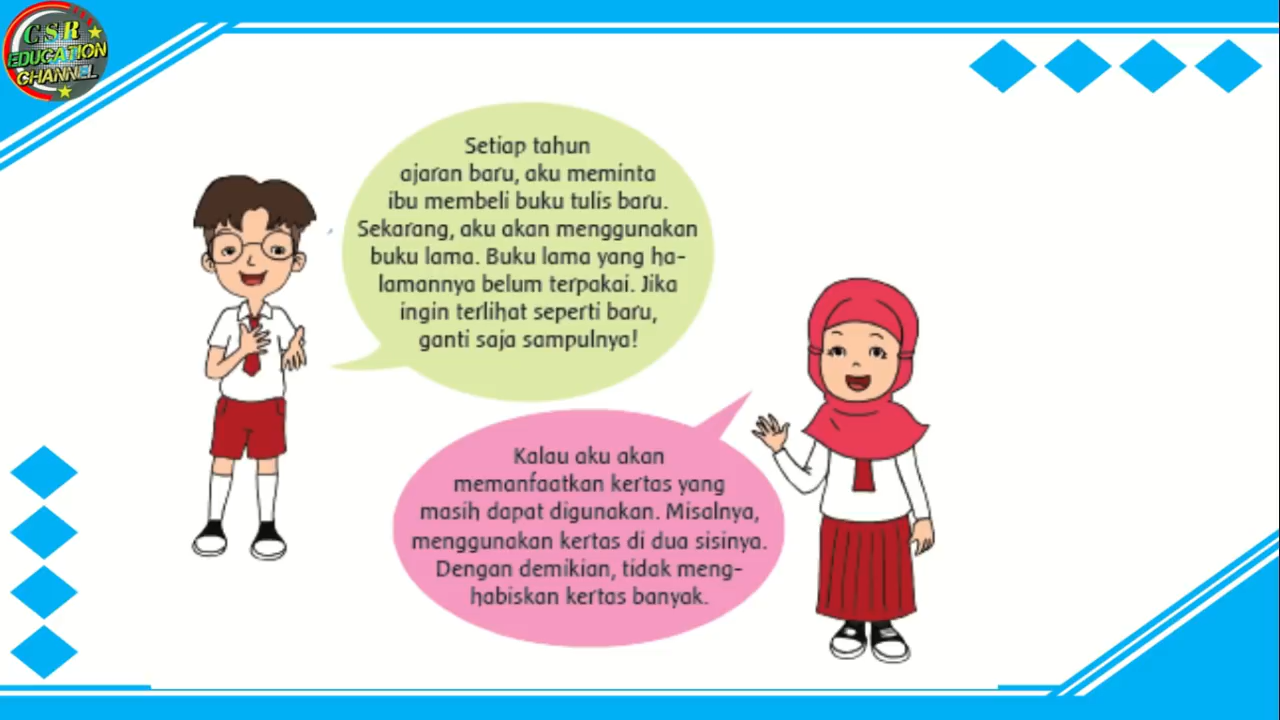 CSR
EDUCATION
CHANNEL
Setiap tahun
ajaran baru, aku meminta
ibu membeli buku tulis baru.
Sekarang, aku akan menggunakan
buku lama. Buku lama yang ha-
lamannya belum terpakai. Jika
ingin terlihat seperti baru,
ganti saja sampulnya!
Kalau aku akan
memanfaatkan kertas yang
masih dapat digunakan. Misalnya,
menggunakan kertas di dua sisinya.
Dengan demikian, tidak meng-
habiskan kertas banyak.